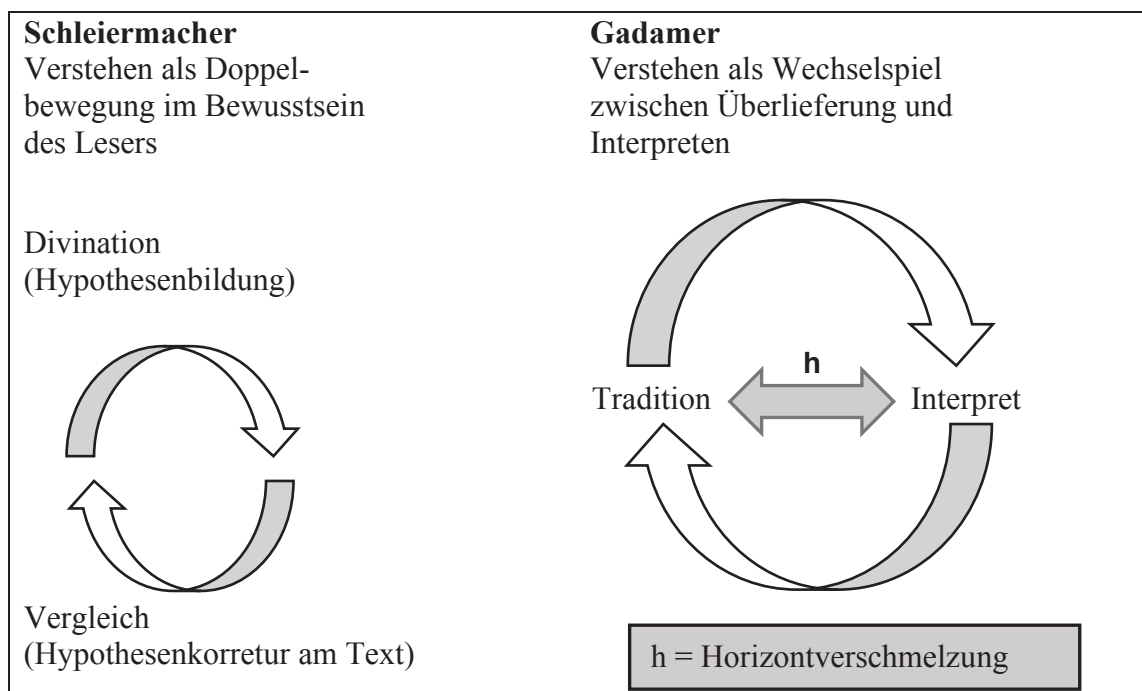 Schleiermacher
Verstehen als Doppel-
bewegung im Bewusstsein
des Lesers
Divination
(Hypothesenbildung)
Vergleich
(Hypothesenkorretur am Text)
Gadamer
Verstehen als Wechselspiel
zwischen Überlieferung und
Interpreten
h
Tradition
Interpret
h = Horizontverschmelzung